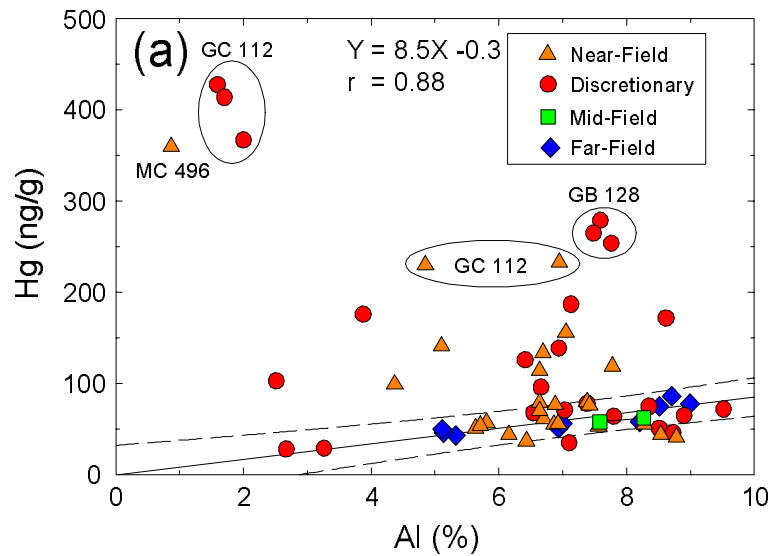 (a)
GC 112
Y = 8.5X -0.3
r = 0.88
Near-Field
Discretionary
Mid-Field
Far-Field
MC 496
GB 128
GC 112
500
400
300
200
100
0
Hg (ng/g)
0 2 4 6 8 10
Al (%)